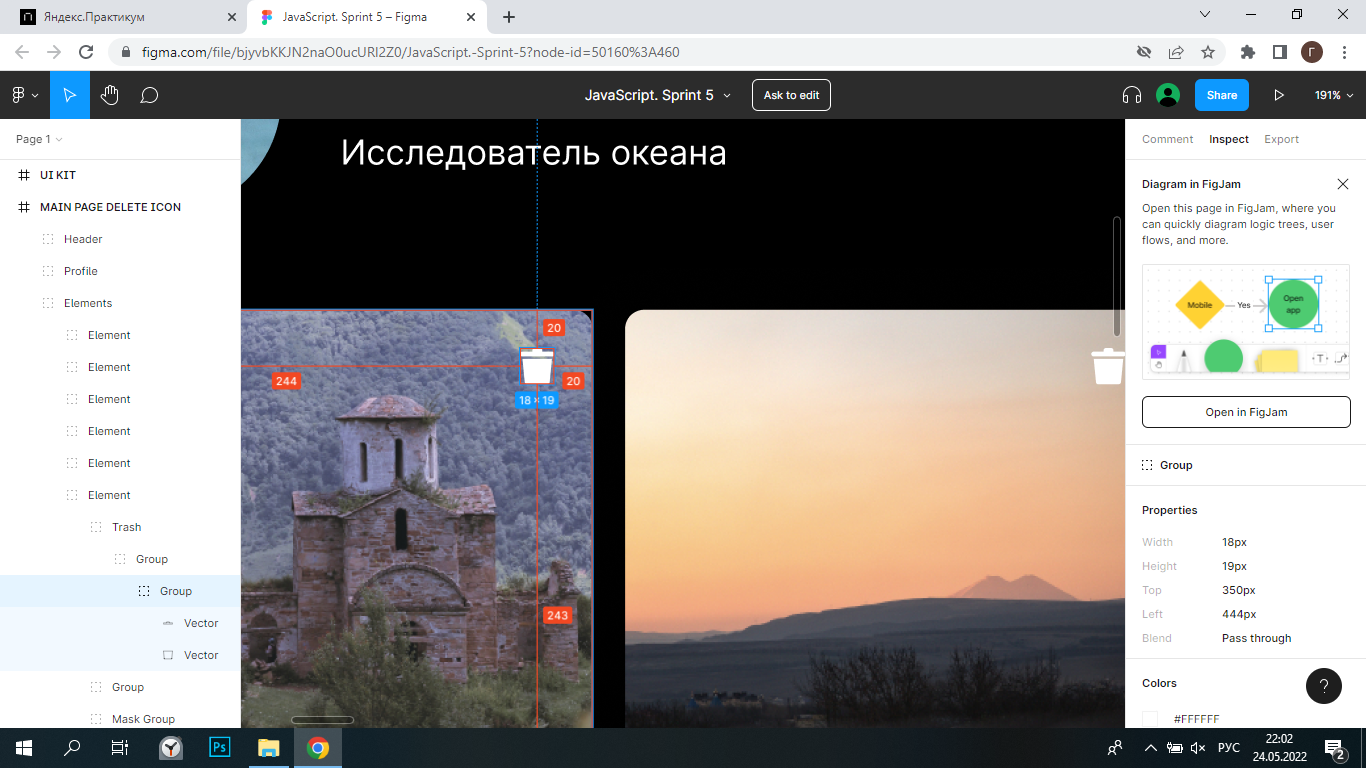 Яндекс.Практикум
JavaScript. Sprint 5 – Figma
figma.com/file/bjyvbKKJN2naO0ucURl2Z0/JavaScript.-Sprint-5?node-id=50160%3A460
Г
JavaScript. Sprint 5
Ask to edit
Share
191%
Page 1
UI KIT
MAIN PAGE DELETE ICON
Header
Profile
Elements
Element
Element
Element
Element
Element
Element
Trash
Group
Group
Vector
Vector
Group
Mask Group
Исследователь океана
20
244
20
18 × 19
243
Comment
Inspect
Export
Diagram in FigJam
Open this page in FigJam, where you
can quickly diagram logic trees, user
flows, and more.
Mobile
Yes
Open
app
T
Open in FigJam
Group
Properties
Width 18px
Height 19px
Top 350px
Left 444px
Blend Pass through
Colors
?
#FFFFFF
Ps
РУС
22:02
24.05.2022
2